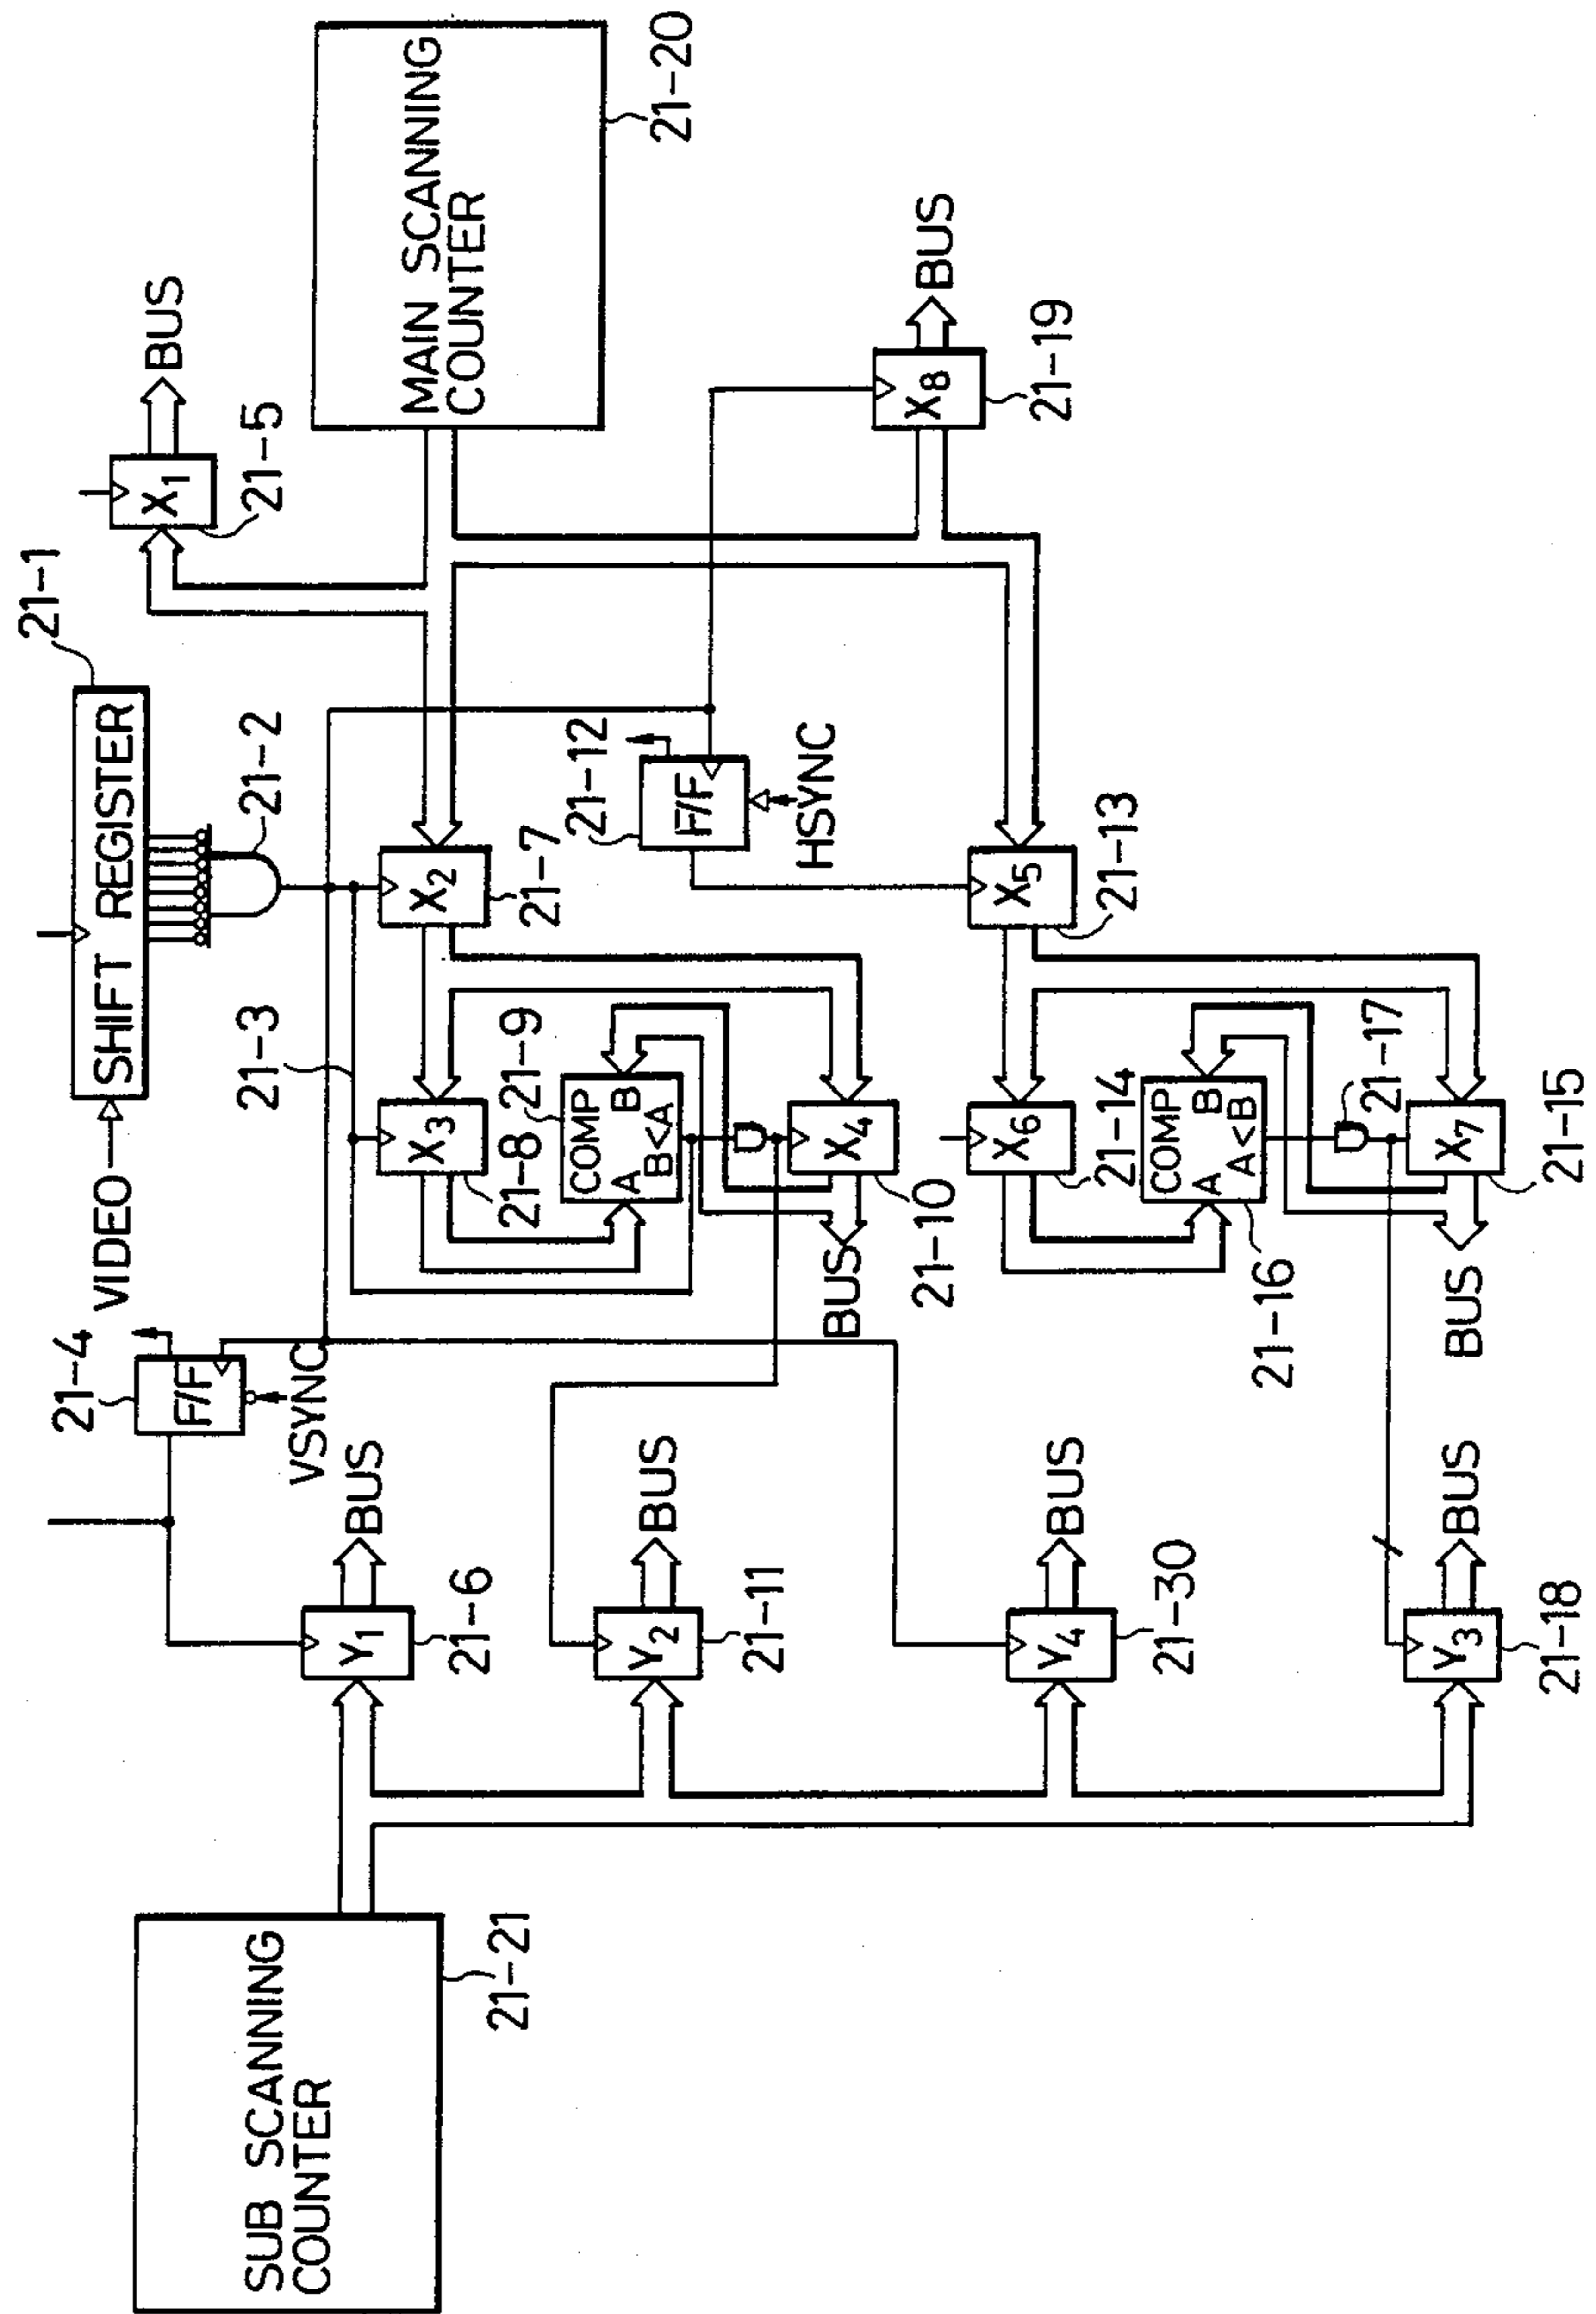 SUB SCANNING
COUNTER
21-21
VIDEO
SHIFT REGISTER
21-1
21-2
21-3
21-4
F/F
VSYNC
X1
BUS
21-5
MAIN SCANNING
COUNTER
21-20
Y1
BUS
21-6
X2
21-7
X3
21-8
COMP
A
B
B<A
21-9
X4
BUS
21-10
Y2
BUS
21-11
F/F
21-12
HSYNC
X8
BUS
21-19
X5
21-13
X6
21-14
COMP
A
B
A<B
21-16
21-17
X7
BUS
21-15
Y4
BUS
21-30
Y3
BUS
21-18